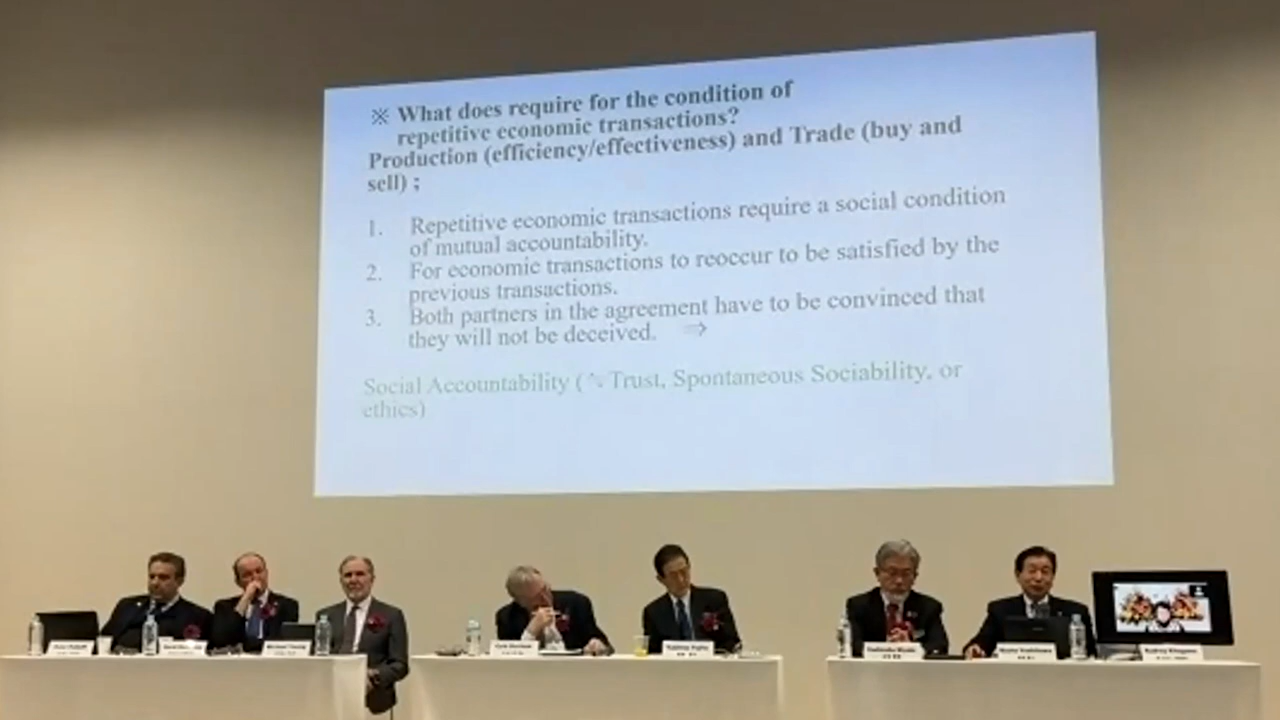 ※ What does require for the condition of
repetitive economic transactions?
Production (efficiency/effectiveness) and Trade (buy and
sell) ;
1. Repetitive economic transactions require a social condition
of mutual accountability.
2. For economic transactions to reoccur to be satisfied by the
previous transactions.
3. Both partners in the agreement have to be convinced that
they will not be deceived. ⇒
Social Accountability ( Trust, Spontaneous Sociability, or
ethics)